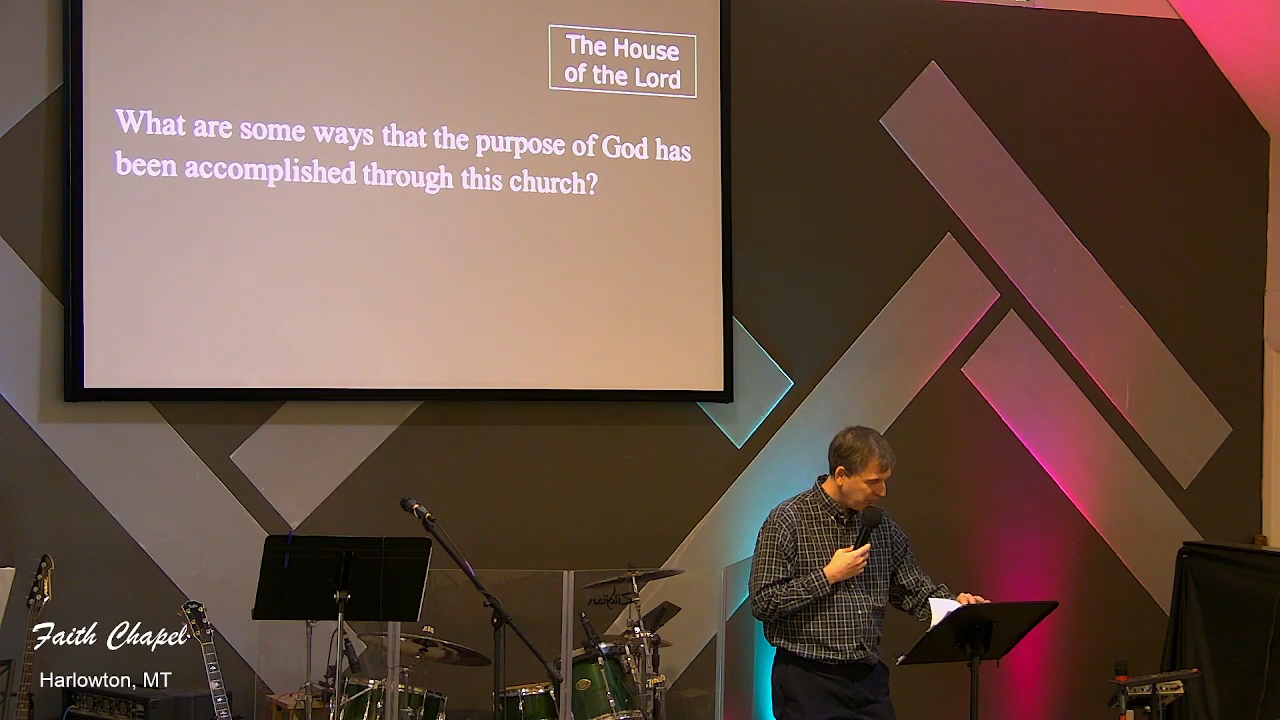 The House
of the Lord
What are some ways that the purpose of God has
been accomplished through this church?
Zildjian
Faith Chapel
Harlowton, MT